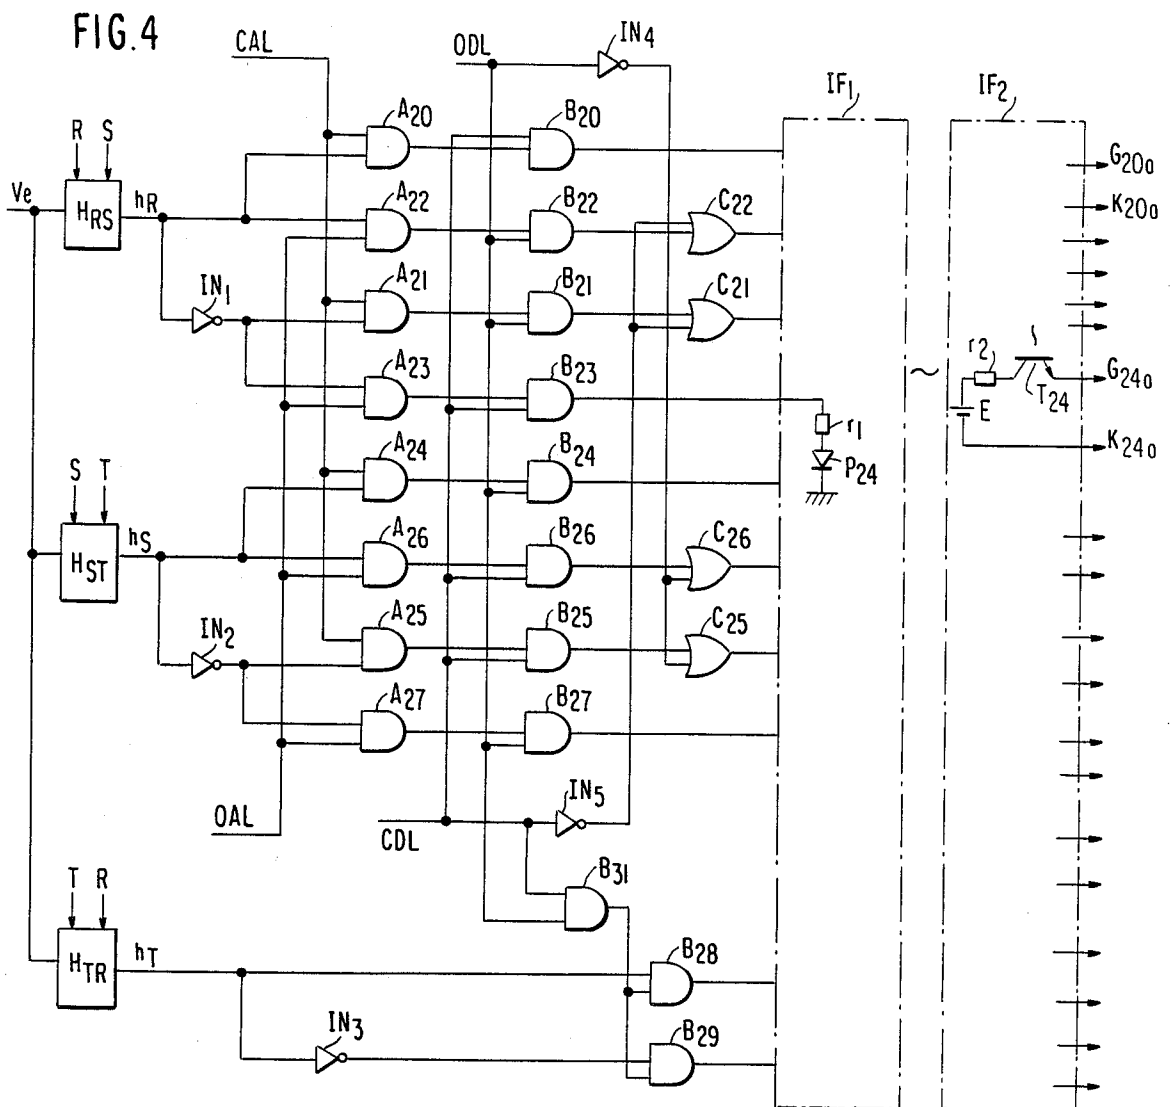 FIG.4
CAL
ODL
IN4
IF1
IF2
R S
A20
B20
G20o
Ve
HRS
hR
A22
B22
C22
K20o
IN1
A21
B21
C21
A23
B23
r2
T24
G24o
E
r1
K24o
P24
S T
A24
B24
HST
hS
A26
B26
C26
IN2
A25
B25
C25
A27
B27
OAL
CDL
IN5
B31
T R
HTR
hT
B28
IN3
B29